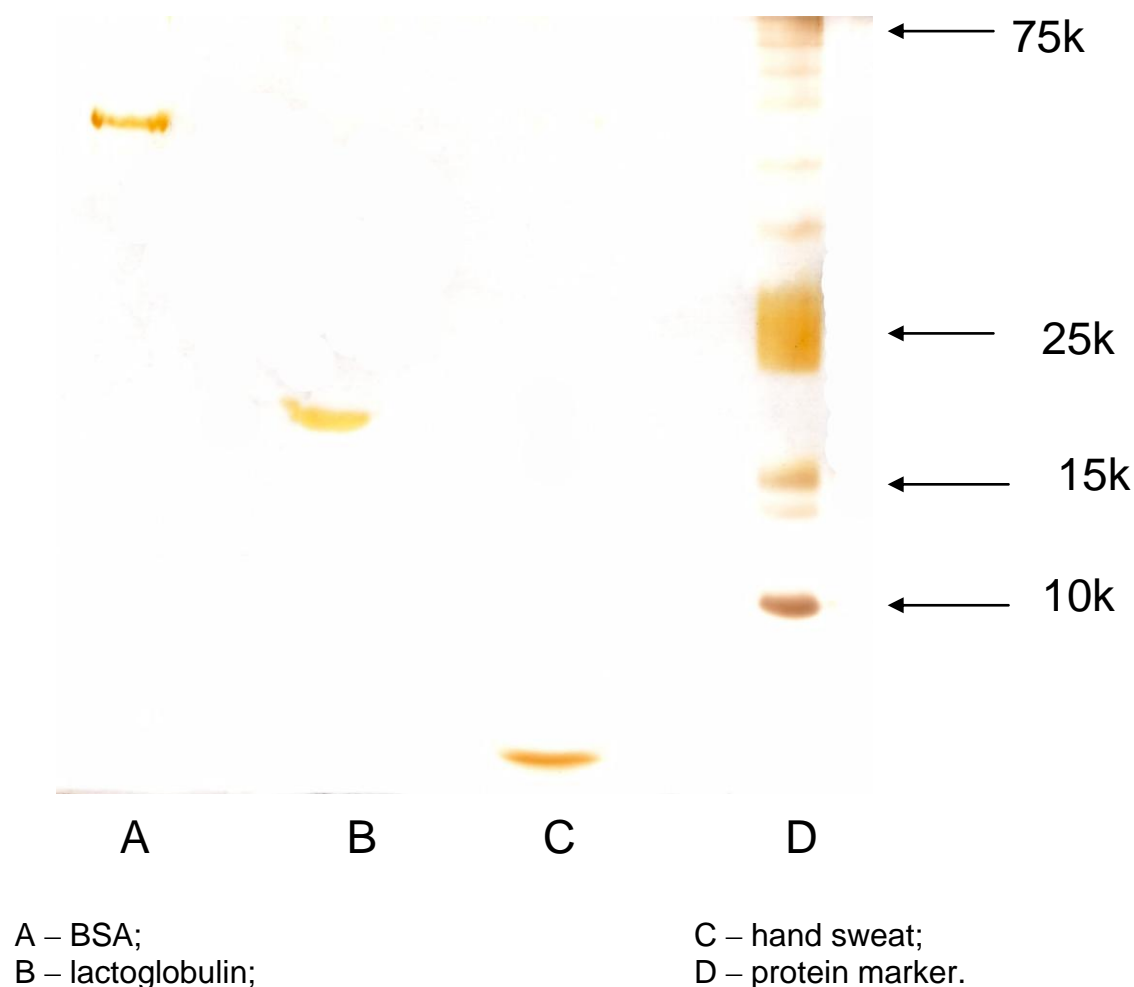 75k
25k
15k
10k
A B C D
A – BSA;
B – lactoglobulin;
C – hand sweat;
D – protein marker.